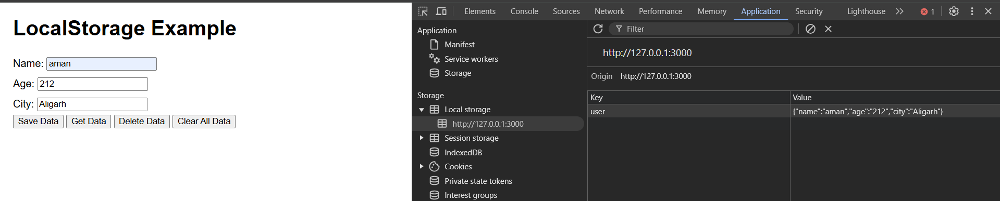 LocalStorage Example
Name: aman
Age: 212
City: Aligarh
Save Data Get Data Delete Data Clear All Data
Elements Console Sources Network Performance Memory Application Security Lighthouse 1
Application
Manifest
Service workers
Storage
Storage
Local storage
http://127.0.0.1:3000
Session storage
IndexedDB
Cookies
Private state tokens
Interest groups
Filter
http://127.0.0.1:3000
Origin http://127.0.0.1:3000
Key Value
user {"name":"aman","age":"212","city":"Aligarh"}